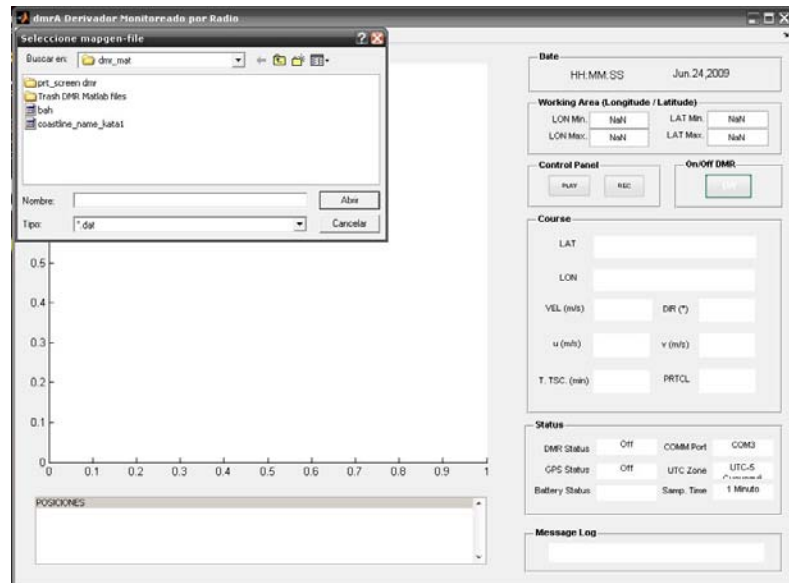 dmrA Derivador Monitoreado por Radio
Seleccione mapgen-file
Buscar en:
dmr_mat
prt_screen dmr
Trash DMR Matlab files
bah
coastline_name_kata1
Nombre:
Abrir
Tipo:
*.dat
Cancelar
0.5
0.4
0.3
0.2
0.1
0
0 0.1 0.2 0.3 0.4 0.5 0.6 0.7 0.8 0.9 1
POSICIONES
Date
HH.MM.SS Jun.24,2009
Working Area (Longitude / Latitude)
LON Min. NaN LAT Min. NaN
LON Max. NaN LAT Max. NaN
Control Panel
PLAY REC
On/Off DMR
Course
LAT
LON
VEL (m/s) DIR (°)
u (m/s) v (m/s)
T. TSC. (min) PRTCL
Status
DMR Status Off COMM Port COM3
GPS Status Off UTC Zone UTC-5
Battery Status Samp. Time 1 Minuto
Message Log